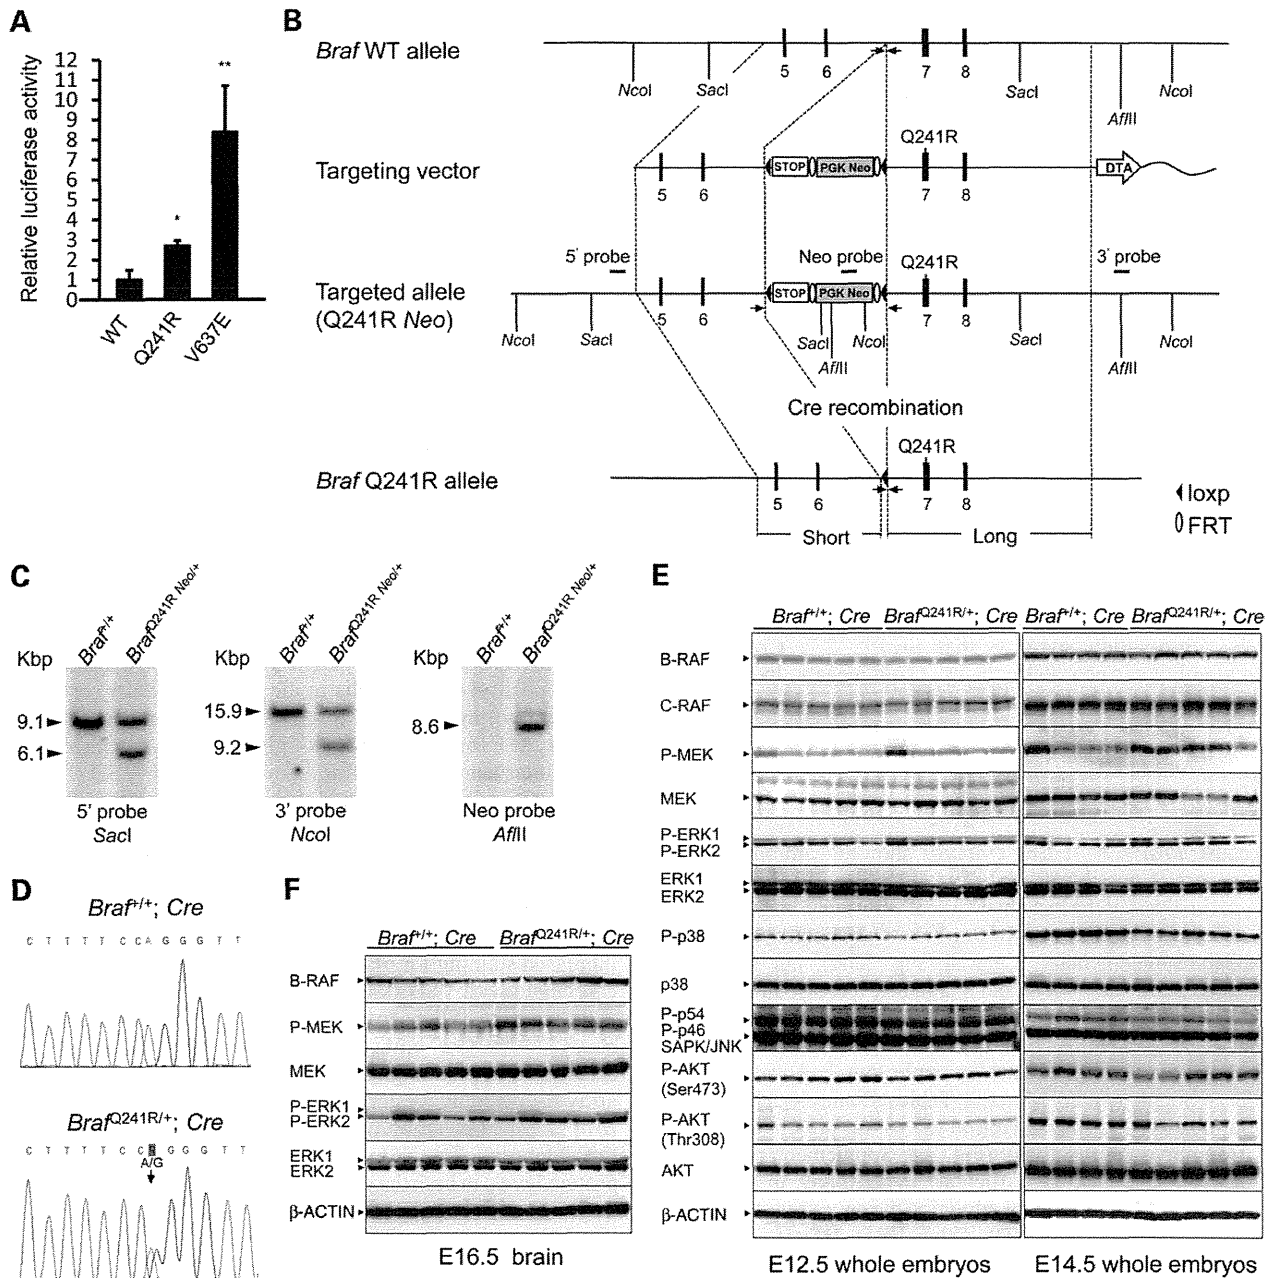 A
Relative luciferase activity
12
11
10
9
8
7
6
5
4
3
2
1
0
*
**
WT
Q241R
V637E
B
Braf WT allele
5
6
7
8
NcoI
SacI
SacI
AflII
NcoI
Targeting vector
Q241R
STOP
PGK Neo
DTA
5
6
7
8
5' probe
Neo probe
Q241R
3' probe
Targeted allele
(Q241R Neo)
STOP
PGK Neo
5
6
7
8
NcoI
SacI
SacI
AflII
NcoI
SacI
AflII
NcoI
Cre recombination
Q241R
Braf Q241R allele
5
6
7
8
Short
Long
loxp
FRT
C
Kbp
Braf+/+
BrafQ241R Neo/+
9.1
6.1
5' probe
SacI
Kbp
Braf+/+
BrafQ241R Neo/+
15.9
9.2
3' probe
NcoI
Kbp
Braf+/+
BrafQ241R Neo/+
8.6
Neo probe
AflII
D
Braf+/+; Cre
C T T T T C C A G G G T T
BrafQ241R/+; Cre
C T T T T C C G G G T T
A/G
F
Braf+/+; Cre BrafQ241R/+; Cre
B-RAF
P-MEK
MEK
P-ERK1
P-ERK2
ERK1
ERK2
β-ACTIN
E16.5 brain
E
Braf+/+; Cre BrafQ241R/+; Cre Braf+/+; Cre BrafQ241R/+; Cre
B-RAF
C-RAF
P-MEK
MEK
P-ERK1
P-ERK2
ERK1
ERK2
P-p38
p38
P-p54
P-p46
SAPK/JNK
P-AKT
(Ser473)
P-AKT
(Thr308)
AKT
β-ACTIN
E12.5 whole embryos E14.5 whole embryos